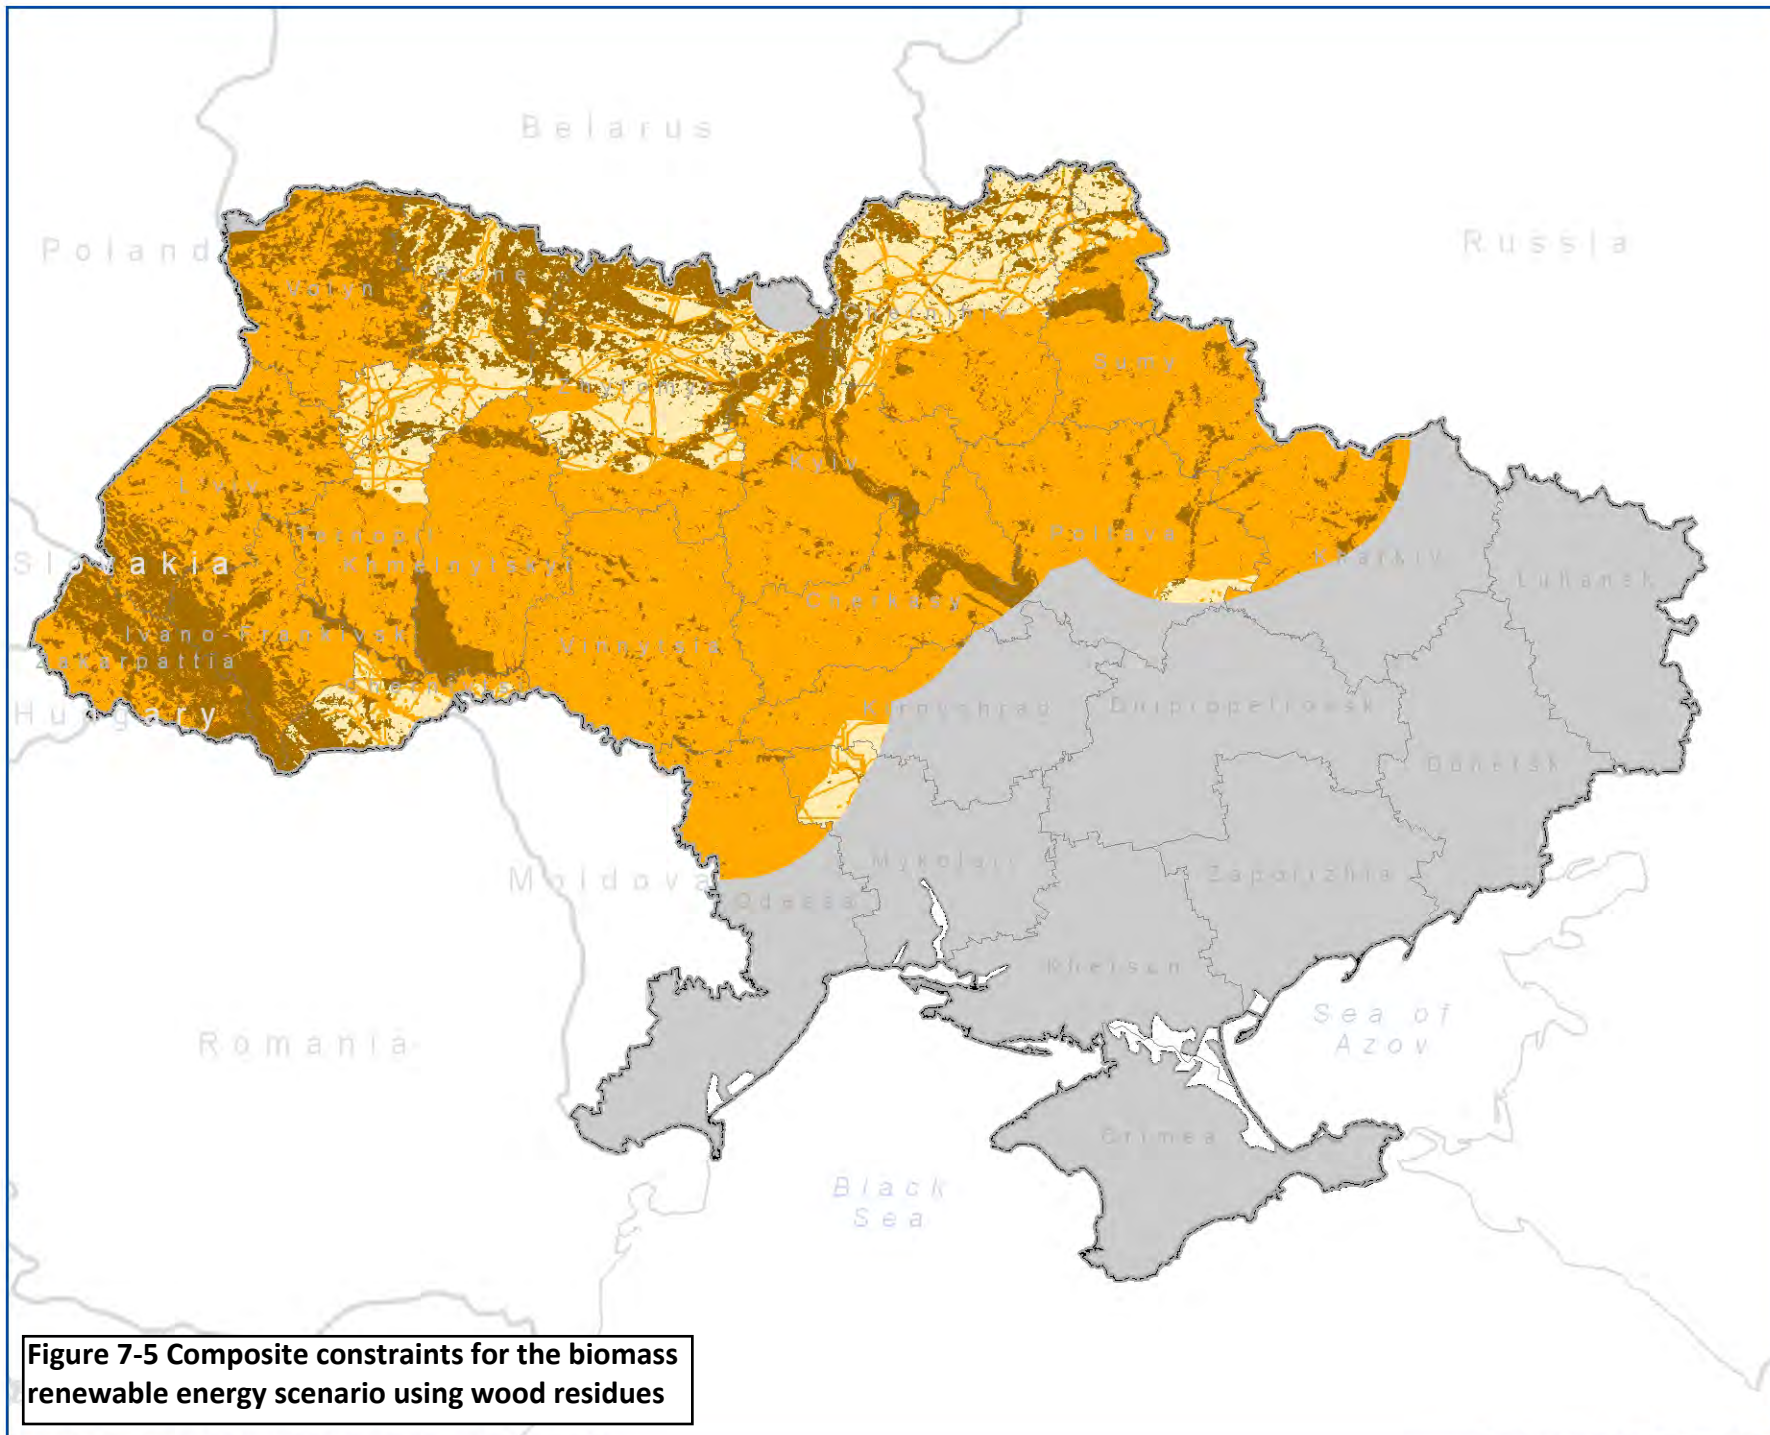 Belarus
Poland
Russia
Rivne
Volyn
Chernihiv
Sumy
Zhytomyr
Kyiv
L'viv
Ternopil
Poltava
Slovakia
Khmelnytskyi
Kharkiv
Luhansk
Cherkasy
Ivano-Frankivsk
Vinnytsia
Zakarpattia
Chernivtsi
Hungary
Kirovohrad
Dnipropetrovsk
Donetsk
Moldova
Mykolaiv
Zaporizhia
Odessa
Kherson
Sea of
Azov
Romania
Crimea
Black
Sea
Figure 7-5 Composite constraints for the biomass
renewable energy scenario using wood residues